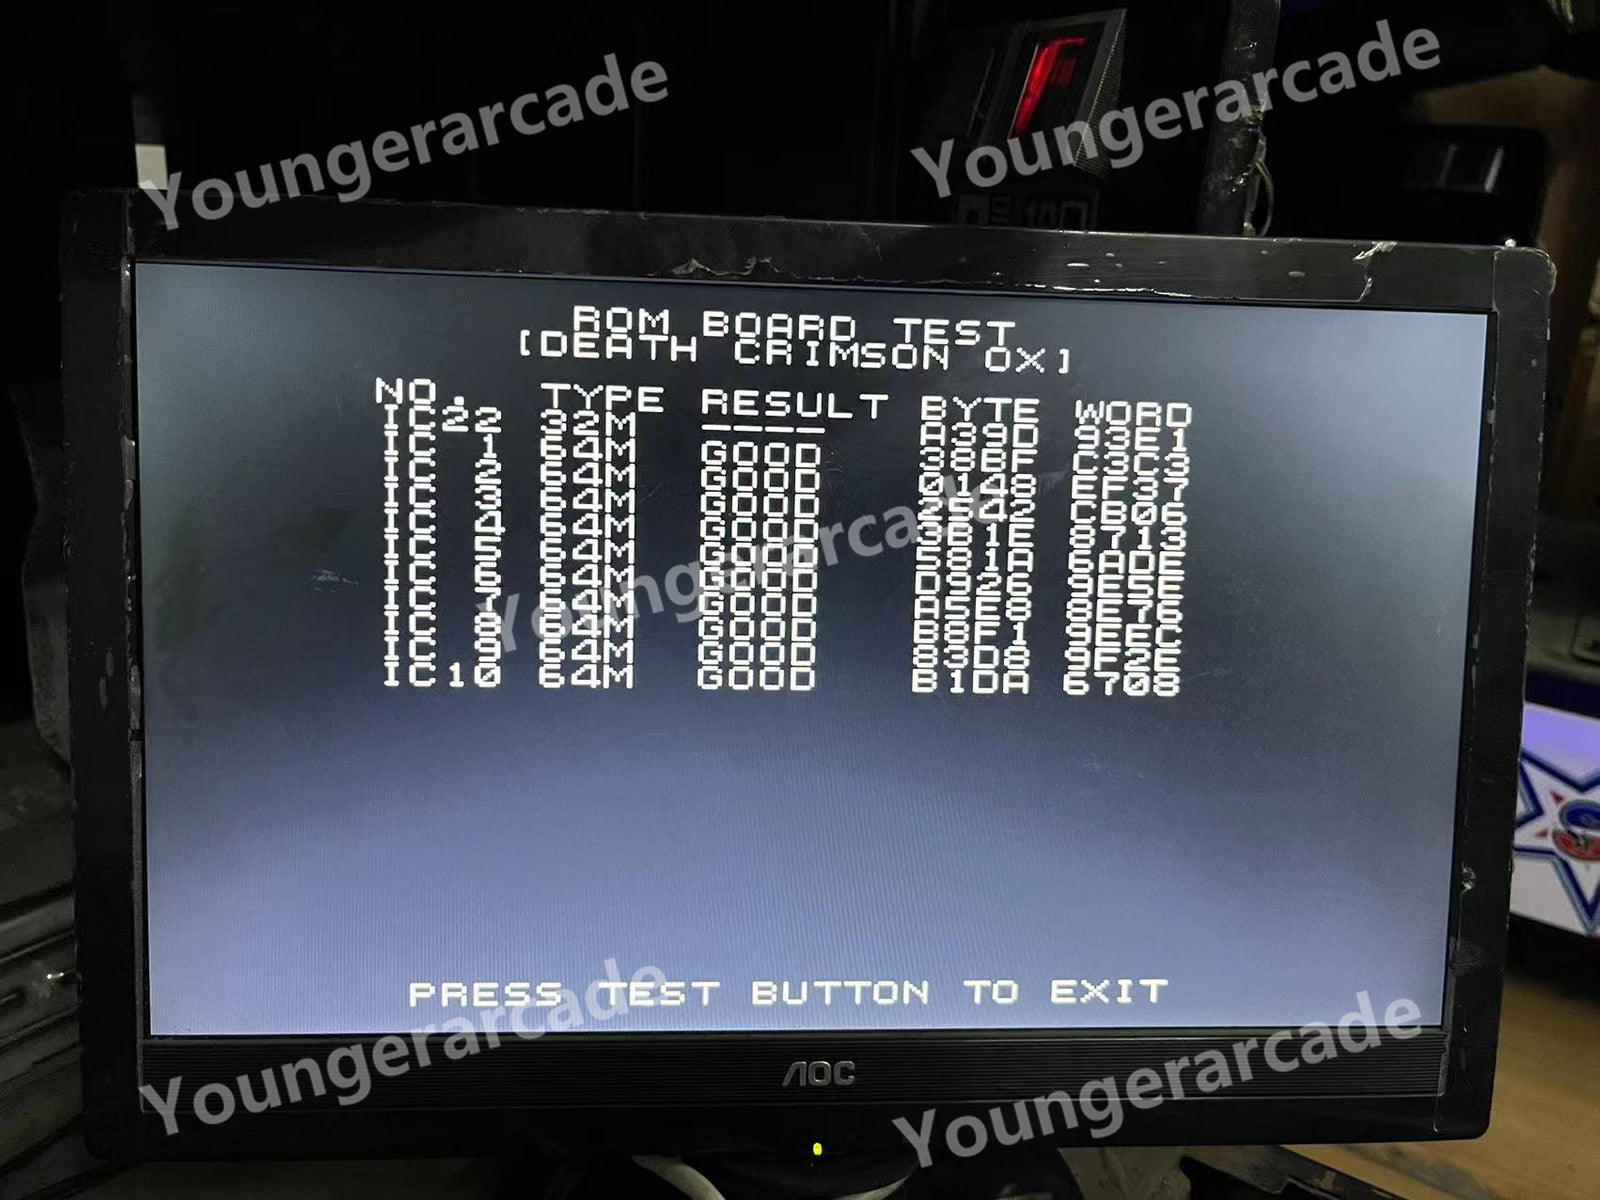 Youngerarcade
Youngerarcade
ROM BOARD TEST
[DEATH CRIMSON OX]
NO. TYPE RESULT BYTE WORD
IC22 32M ----- A39D 93E1
IC 1 64M GOOD 38BF C3C3
IC 2 64M GOOD 0148 EF37
IC 3 64M GOOD CB06
IC 4 64M GOOD 3B1E 8713
IC 5 64M GOOD 581A 6ADE
IC 6 64M GOOD D926 9E5E
IC 7 64M GOOD A5E8 8E76
IC 8 64M GOOD B8F1 9EEC
IC 9 64M GOOD 83D8 9F2E
IC10 64M GOOD B1DA 6708
Youngerarcade
PRESS TEST BUTTON TO EXIT
Youngerarcade
AOC
Youngerarcade